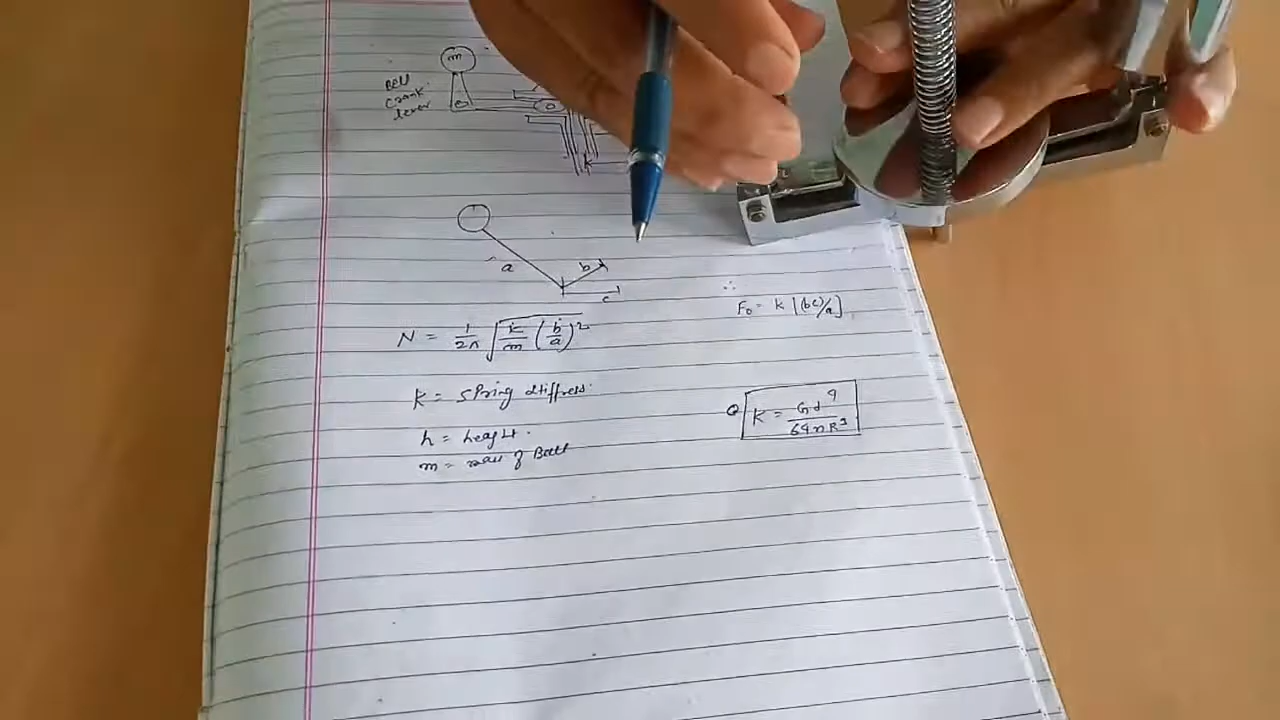 m
Bell
Crank
lever
k
a
b
c
F₀ = k [(bc)/a]
N = 1/2π √(k/m (b/a)²)
K = Spring stiffness.
K = Gd⁴/64nR³
h = height.
m = mass of Ball